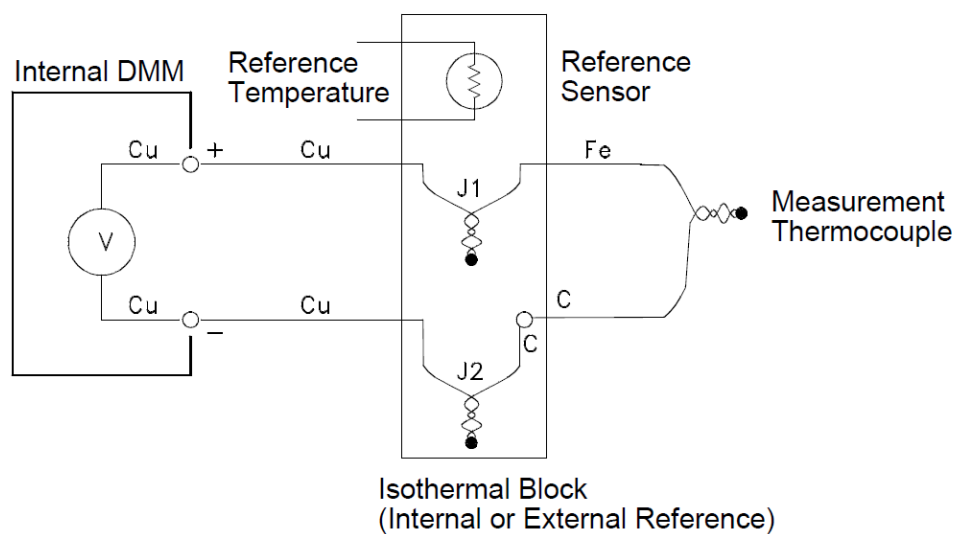 Internal DMM
Reference
Temperature
Reference
Sensor
Cu
+
Cu
Fe
J1
Measurement
Thermocouple
V
Cu
–
Cu
C
C
J2
Isothermal Block
(Internal or External Reference)